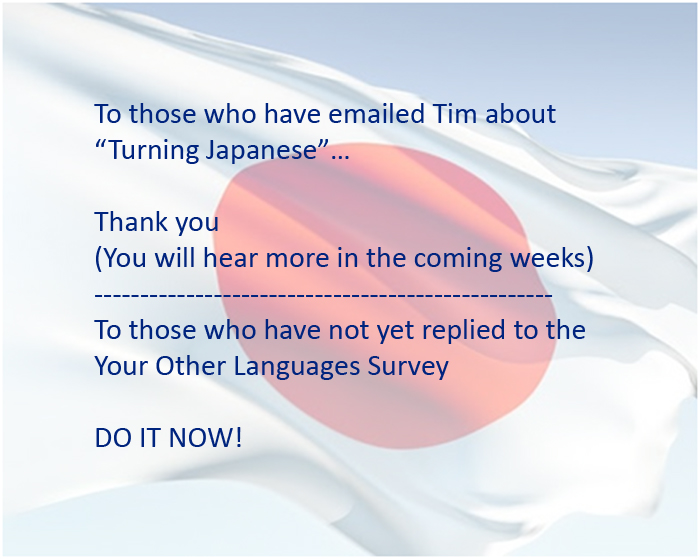 To those who have emailed Tim about
“Turning Japanese”...
Thank you
(You will hear more in the coming weeks)
--------------------------------------------------
To those who have not yet replied to the
Your Other Languages Survey
DO IT NOW!